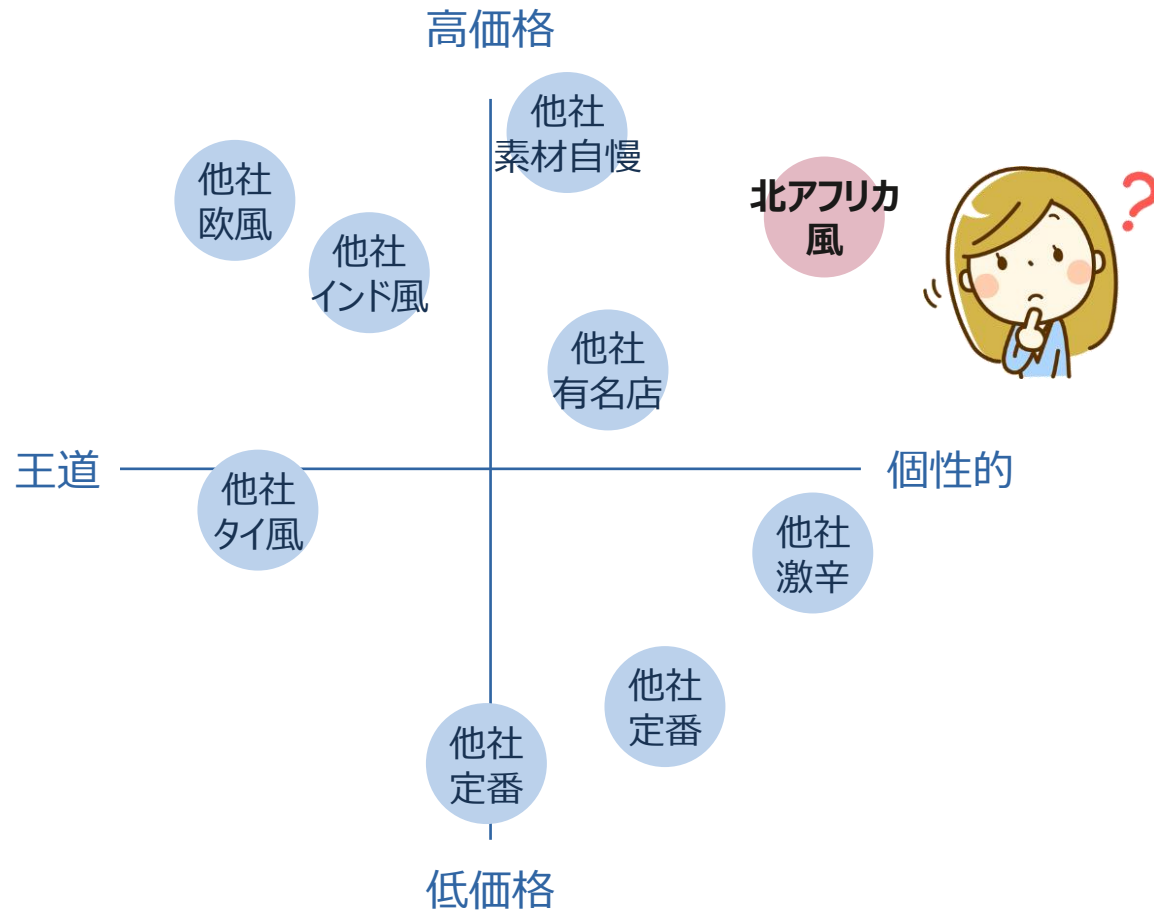 高価格
他社
素材自慢
他社
欧風
北アフリカ
風
?
他社
インド風
他社
有名店
王道
個性的
他社
タイ風
他社
激辛
他社
定番
他社
定番
低価格